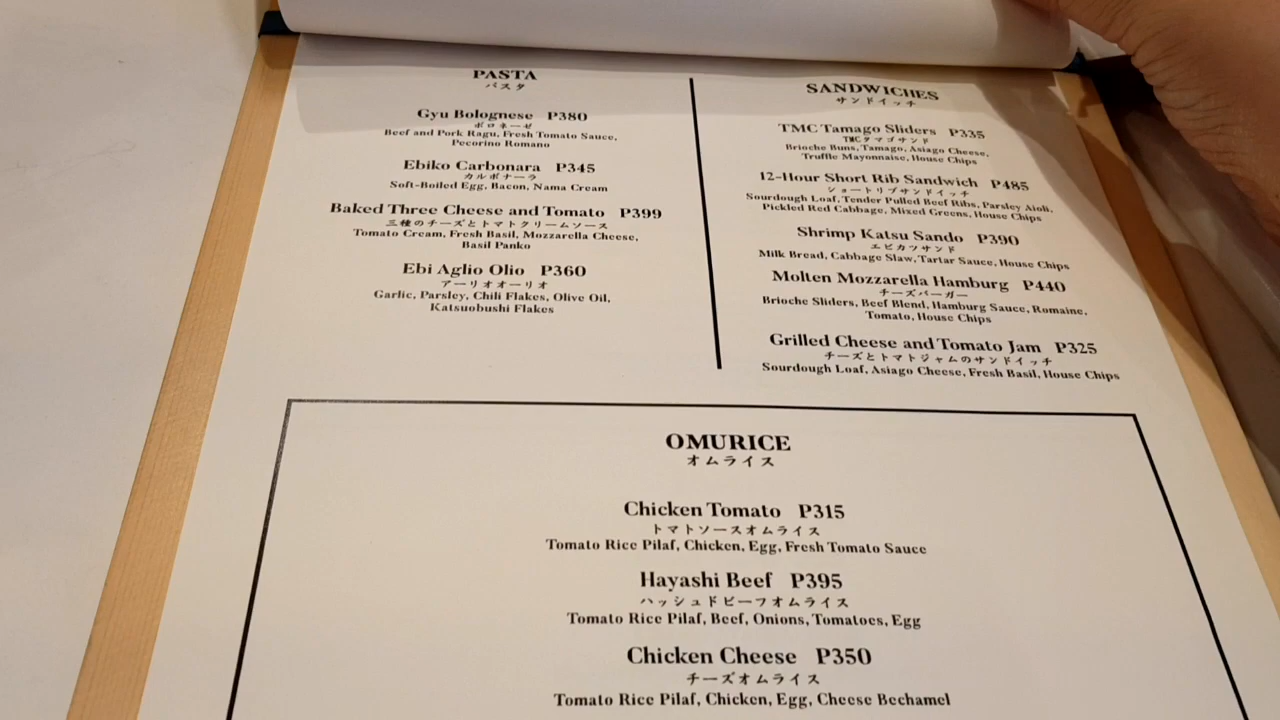 PASTA
パスタ
Gyu Bolognese P380
ボロネーゼ
Beef and Pork Ragu, Fresh Tomato Sauce,
Pecorino Romano
Ebiko Carbonara P345
カルボナーラ
Soft-Boiled Egg, Bacon, Nama Cream
Baked Three Cheese and Tomato P399
三種のチーズとトマトクリームソース
Tomato Cream, Fresh Basil, Mozzarella Cheese,
Basil Panko
Ebi Aglio Olio P360
アーリオオーリオ
Garlic, Parsley, Chili Flakes, Olive Oil,
Katsuobushi Flakes
SANDWICHES
サンドイッチ
TMC Tamago Sliders P335
TMCタマゴサンド
Brioche Buns, Tamago, Asiago Cheese,
Truffle Mayonnaise, House Chips
12-Hour Short Rib Sandwich P485
ショートリブサンドイッチ
Sourdough Loaf, Tender Pulled Beef Ribs, Parsley Aioli,
Pickled Red Cabbage, Mixed Greens, House Chips
Shrimp Katsu Sando P390
エビカツサンド
Milk Bread, Cabbage Slaw, Tartar Sauce, House Chips
Molten Mozzarella Hamburg P440
チーズバーガー
Brioche Sliders, Beef Blend, Hamburg Sauce, Romaine,
Tomato, House Chips
Grilled Cheese and Tomato Jam P325
チーズとトマトジャムのサンドイッチ
Sourdough Loaf, Asiago Cheese, Fresh Basil, House Chips
OMURICE
オムライス
Chicken Tomato P315
トマトソースオムライス
Tomato Rice Pilaf, Chicken, Egg, Fresh Tomato Sauce
Hayashi Beef P395
ハッシュドビーフオムライス
Tomato Rice Pilaf, Beef, Onions, Tomatoes, Egg
Chicken Cheese P350
チーズオムライス
Tomato Rice Pilaf, Chicken, Egg, Cheese Bechamel